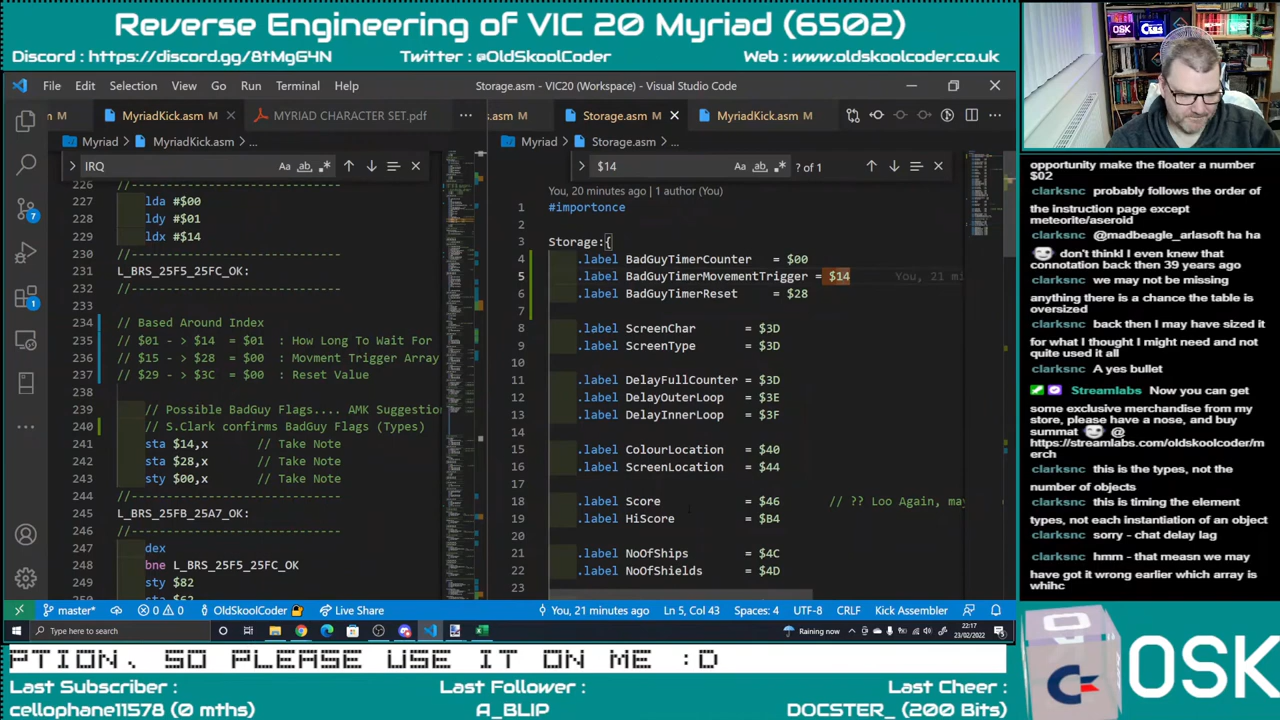 Reverse Engineering of VIC 20 Myriad (6502)
Discord : https://discord.gg/8tMgG4N
Twitter : @OldSkoolCoder
Web : www.oldskoolcoder.co.uk
File Edit Selection View Go Run Terminal Help
Storage.asm - VIC20 (Workspace) - Visual Studio Code
M
MyriadKick.asm M
MYRIAD CHARACTER SET.pdf
Myriad > MyriadKick.asm > ...
IRQ
226 //---------------------------------
227 lda #$00
228 ldy #$01
229 ldx #$14
230 //---------------------------------
231 L_BRS_25F5_25FC_OK:
232 //---------------------------------
233
234 // Based Around Index
235 // $01 - > $14 = $01 : How Long To Wait For
236 // $15 - > $28 = $00 : Movment Trigger Array
237 // $29 - > $3C = $00 : Reset Value
238
239 // Possible BadGuy Flags.... AMK Suggestion
240 // S.Clark confirms BadGuy Flags (Types)
241 sta $14,x // Take Note
242 sta $28,x // Take Note
243 sty $00,x // Take Note
244 //---------------------------------
245 L_BRS_25FB_25A7_OK:
246 //---------------------------------
247 dex
248 bne L_BRS_25F5_25FC_OK
249 sty $82
s.asm M
Storage.asm M
MyriadKick.asm M
Myriad > Storage.asm > ...
$14
? of 1
You, 20 minutes ago | 1 author (You)
1 #importonce
2
3 Storage:{
4 .label BadGuyTimerCounter = $00
5 .label BadGuyTimerMovementTrigger = $14 You, 21 mi
6 .label BadGuyTimerReset = $28
7
8 .label ScreenChar = $3D
9 .label ScreenType = $3D
10
11 .label DelayFullCounter = $3D
12 .label DelayOuterLoop = $3E
13 .label DelayInnerLoop = $3F
14
15 .label ColourLocation = $40
16 .label ScreenLocation = $44
17
18 .label Score = $46 // ?? Loo Again, may
19 .label HiScore = $B4
20
21 .label NoOfShips = $4C
22 .label NoOfShields = $4D
23
7
1
master*
0 0
OldSkoolCoder
Live Share
You, 21 minutes ago
Ln 5, Col 43
Spaces: 4
UTF-8
CRLF
Kick Assembler
Type here to search
Raining now
22:17
23/02/2022
opportunity make the floater a number
$02
clarksnc probably follows the order of
the instruction page except
meteorite/aseroid
clarksnc @madbeagle_arlasoft ha ha
don't thinkl I even knew that
connotation back then 39 years ago
clarksnc we may not be missing
anything there is a chance the table is
oversized
clarksnc back then I may have sized it
for what I thought I might need and not
quite used it all
clarksnc A yes bullet
Streamlabs Now you can get
some exclusive merchandise from my
store, please have a nose, and buy
summat @
https://streamlabs.com/oldskoolcoder/m
erch
clarksnc this is the types, not the
number of objects
clarksnc this is timing the element
types, not each instantiation of an object
clarksnc sorry - chat delay lag
clarksnc hmm - that measn we may
have got it wrong earlier which array is
whihc
OSK
PTION. SO PLEASE USE IT ON ME :D
Last Subscriber :
cellophane11578 (0 mths)
Last Follower :
A_BLIP
Last Cheer :
DOCSTER_ (200 Bits)